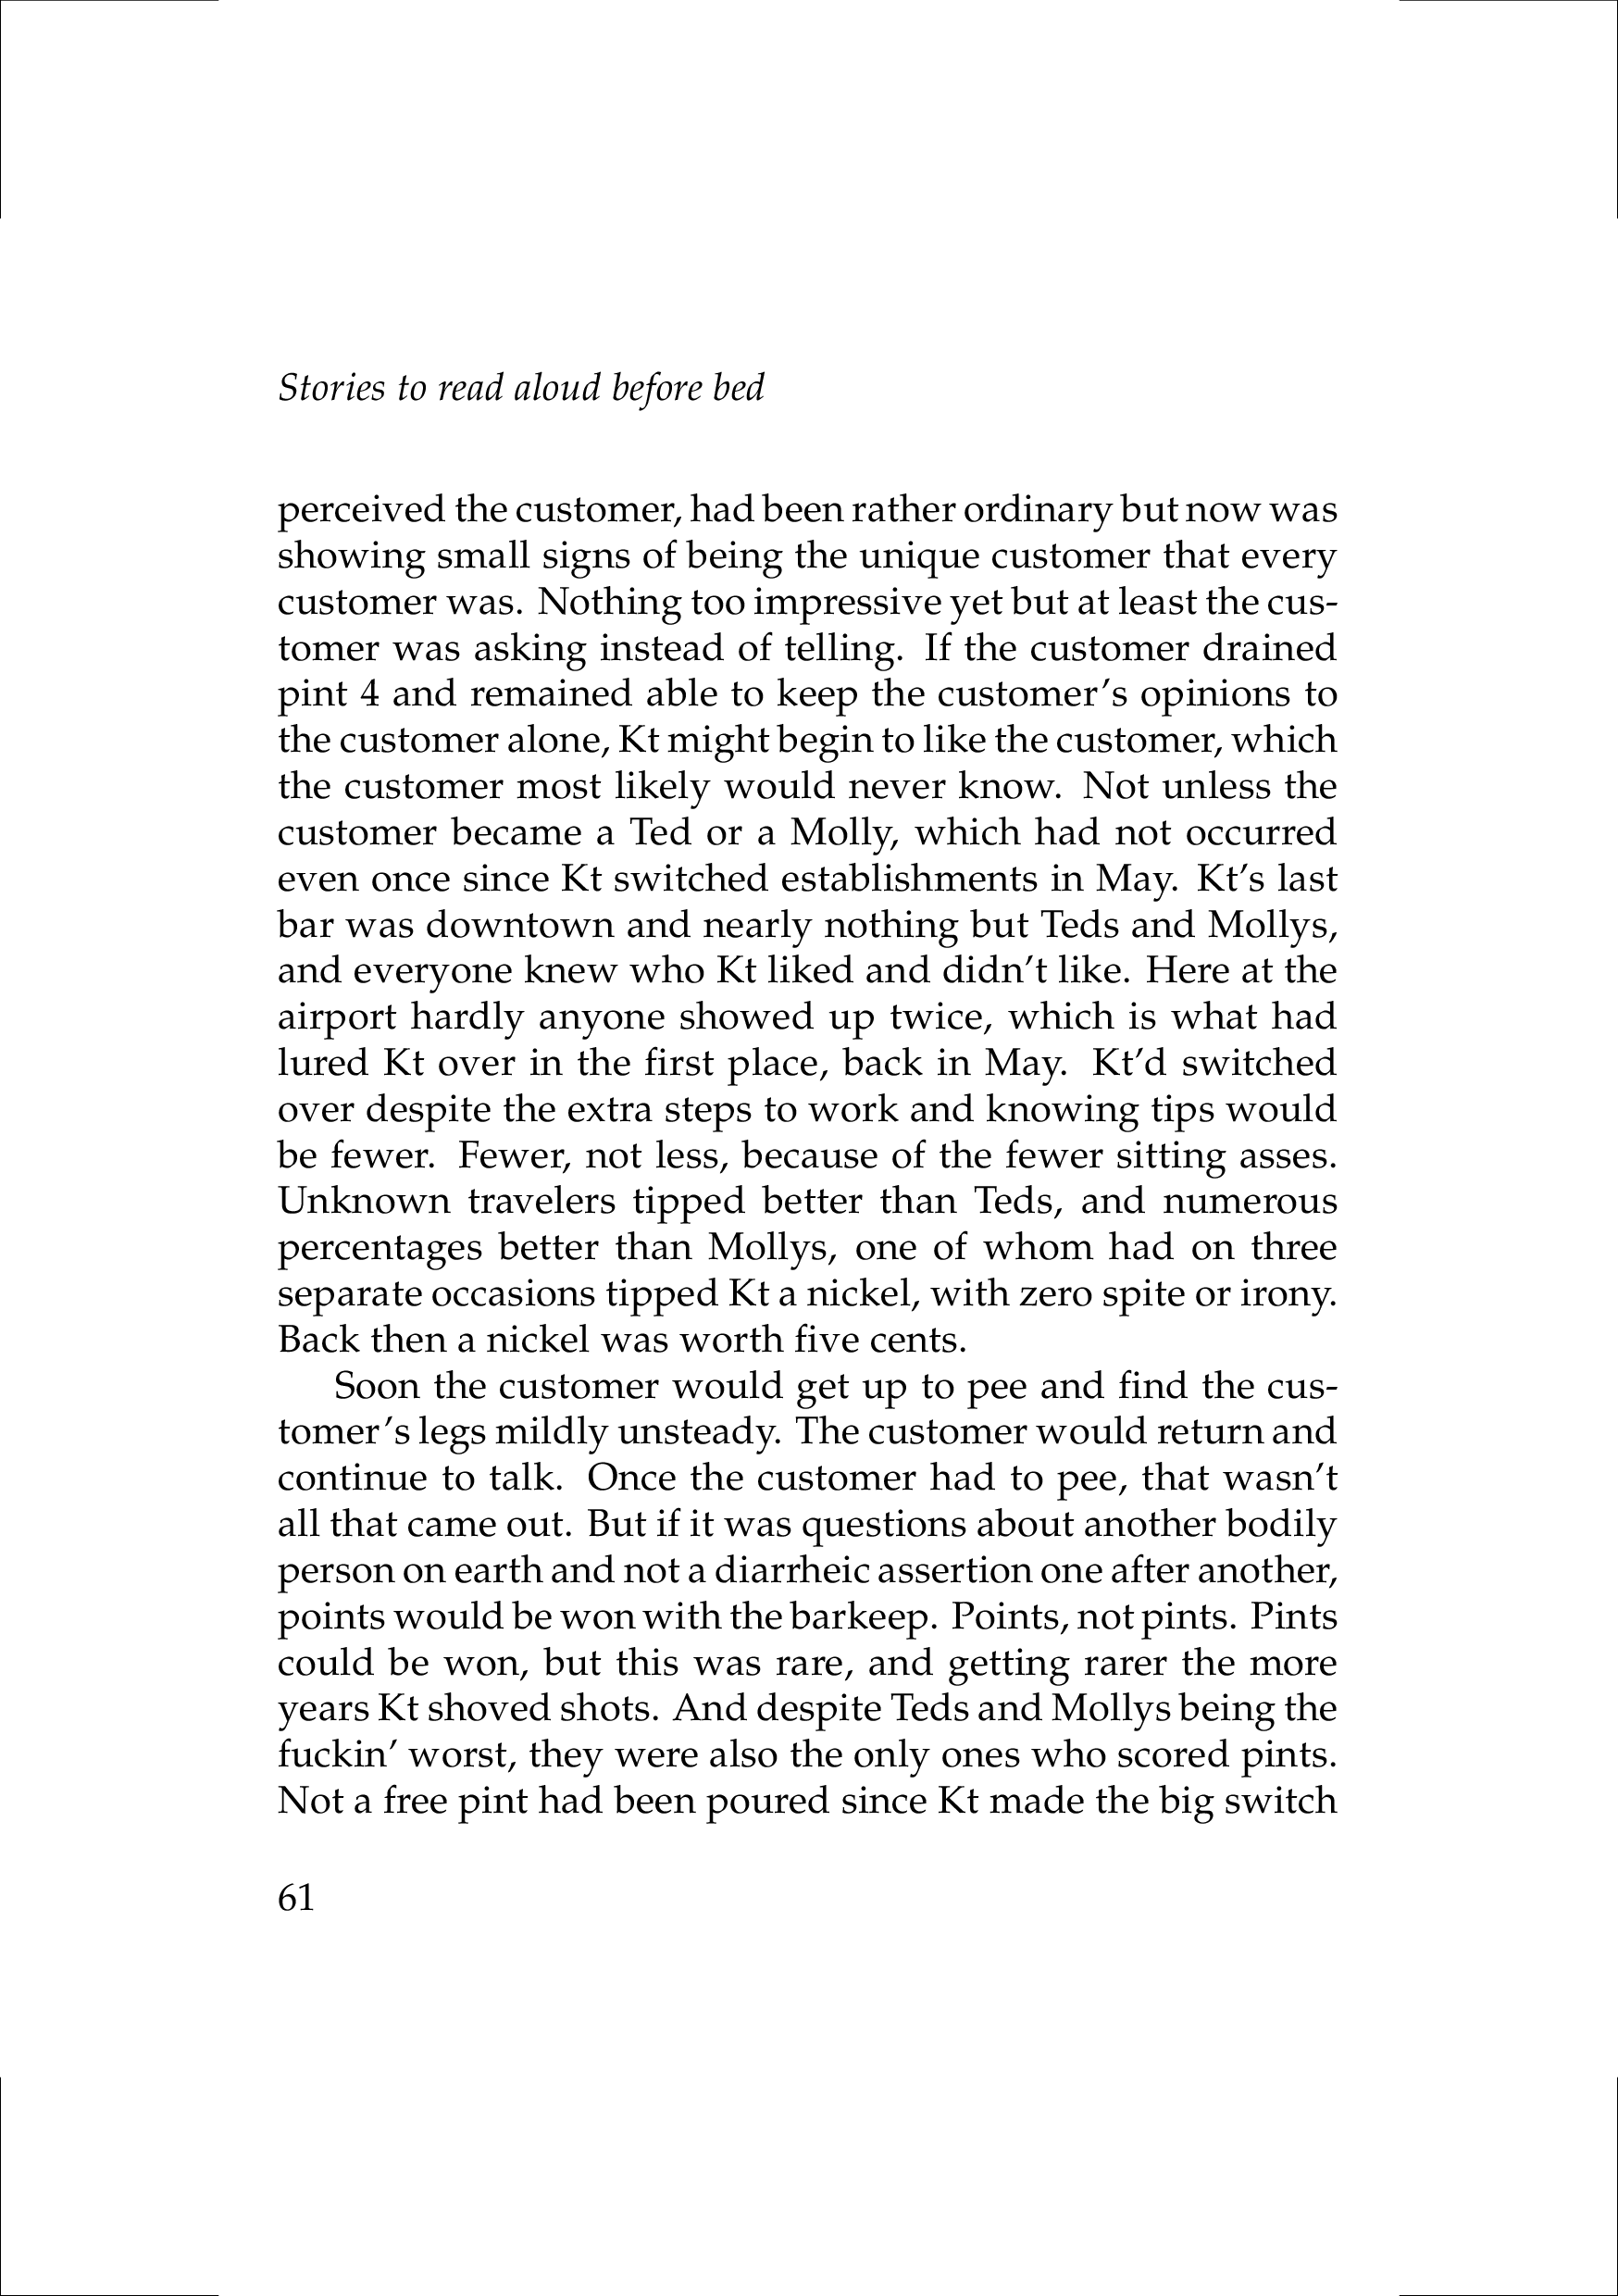 Stories to read aloud before bed
perceived the customer, had been rather ordinary but now was
showing small signs of being the unique customer that every
customer was. Nothing too impressive yet but at least the cus-
tomer was asking instead of telling. If the customer drained
pint 4 and remained able to keep the customer’s opinions to
the customer alone, Kt might begin to like the customer, which
the customer most likely would never know. Not unless the
customer became a Ted or a Molly, which had not occurred
even once since Kt switched establishments in May. Kt’s last
bar was downtown and nearly nothing but Teds and Mollys,
and everyone knew who Kt liked and didn’t like. Here at the
airport hardly anyone showed up twice, which is what had
lured Kt over in the first place, back in May. Kt’d switched
over despite the extra steps to work and knowing tips would
be fewer. Fewer, not less, because of the fewer sitting asses.
Unknown travelers tipped better than Teds, and numerous
percentages better than Mollys, one of whom had on three
separate occasions tipped Kt a nickel, with zero spite or irony.
Back then a nickel was worth five cents.
Soon the customer would get up to pee and find the cus-
tomer’s legs mildly unsteady. The customer would return and
continue to talk. Once the customer had to pee, that wasn’t
all that came out. But if it was questions about another bodily
person on earth and not a diarrheic assertion one after another,
points would be won with the barkeep. Points, not pints. Pints
could be won, but this was rare, and getting rarer the more
years Kt shoved shots. And despite Teds and Mollys being the
fuckin’ worst, they were also the only ones who scored pints.
Not a free pint had been poured since Kt made the big switch
61